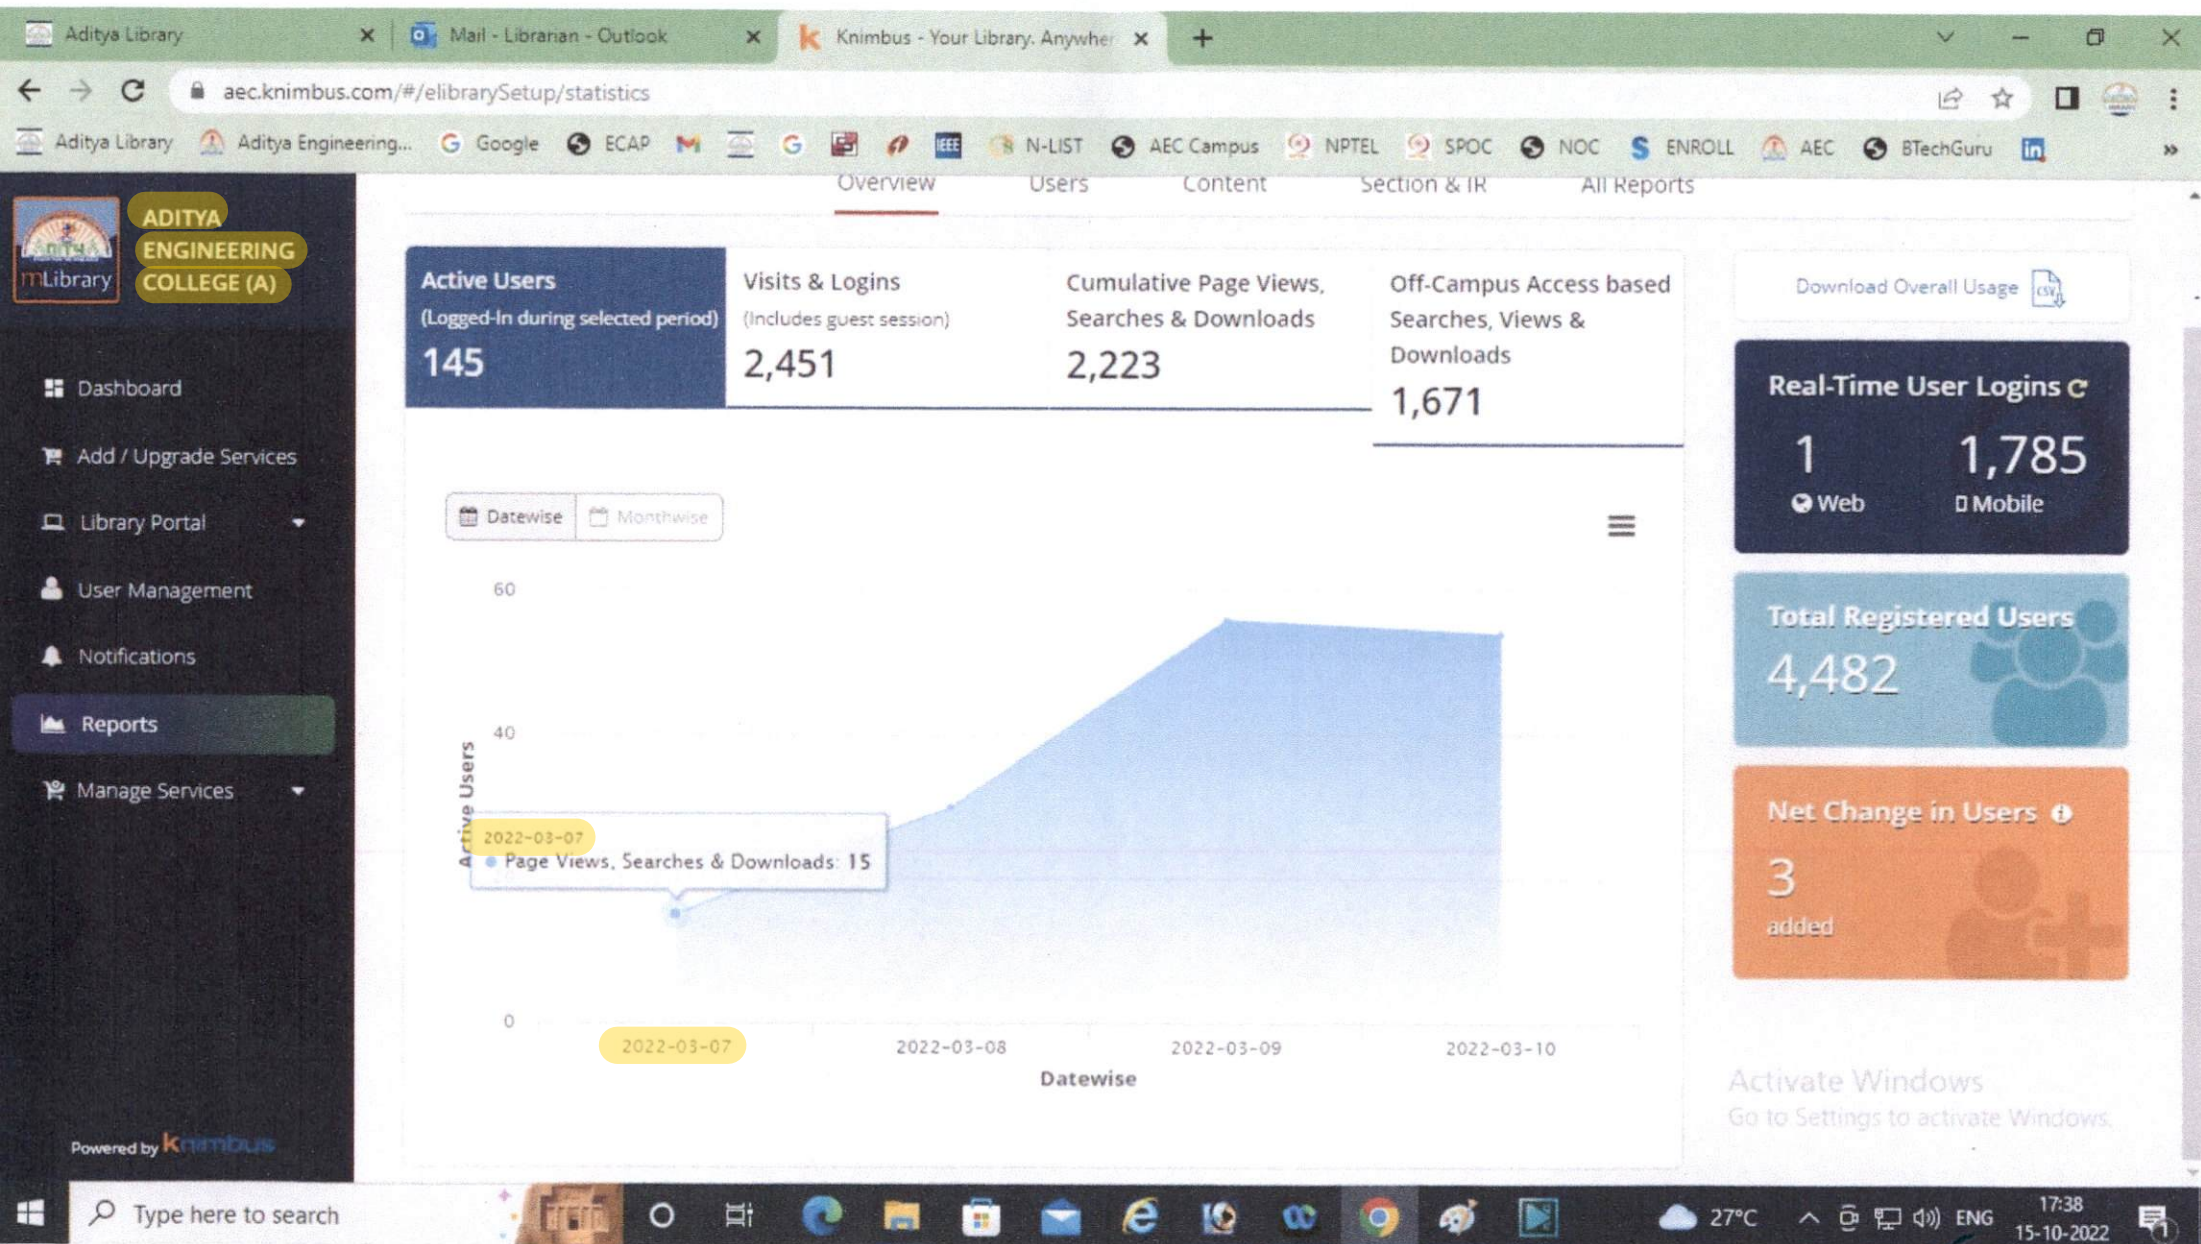 Aditya Library
Mail - Librarian - Outlook
Knimbus - Your Library. Anywher
aec.knimbus.com/#/elibrarySetup/statistics
Aditya Library
Aditya Engineering...
Google
ECAP
IEEE
N-LIST
AEC Campus
NPTEL
SPOC
NOC
ENROLL
AEC
BTechGuru
mLibrary
ADITYA
ENGINEERING
COLLEGE (A)
Dashboard
Add / Upgrade Services
Library Portal
User Management
Notifications
Reports
Manage Services
Powered by Knimbus
Overview
Users
Content
Section & IR
All Reports
Active Users
(Logged-In during selected period)
145
Visits & Logins
(Includes guest session)
2,451
Cumulative Page Views,
Searches & Downloads
2,223
Off-Campus Access based
Searches, Views &
Downloads
1,671
Datewise
Monthwise
60
40
0
Active Users
2022-03-07
Page Views, Searches & Downloads: 15
2022-03-07
2022-03-08
2022-03-09
2022-03-10
Datewise
Download Overall Usage
CSV
Real-Time User Logins
1
1,785
Web
Mobile
Total Registered Users
4,482
Net Change in Users
3
added
Activate Windows
Go to Settings to activate Windows.
Type here to search
27°C
ENG
17:38
15-10-2022
1